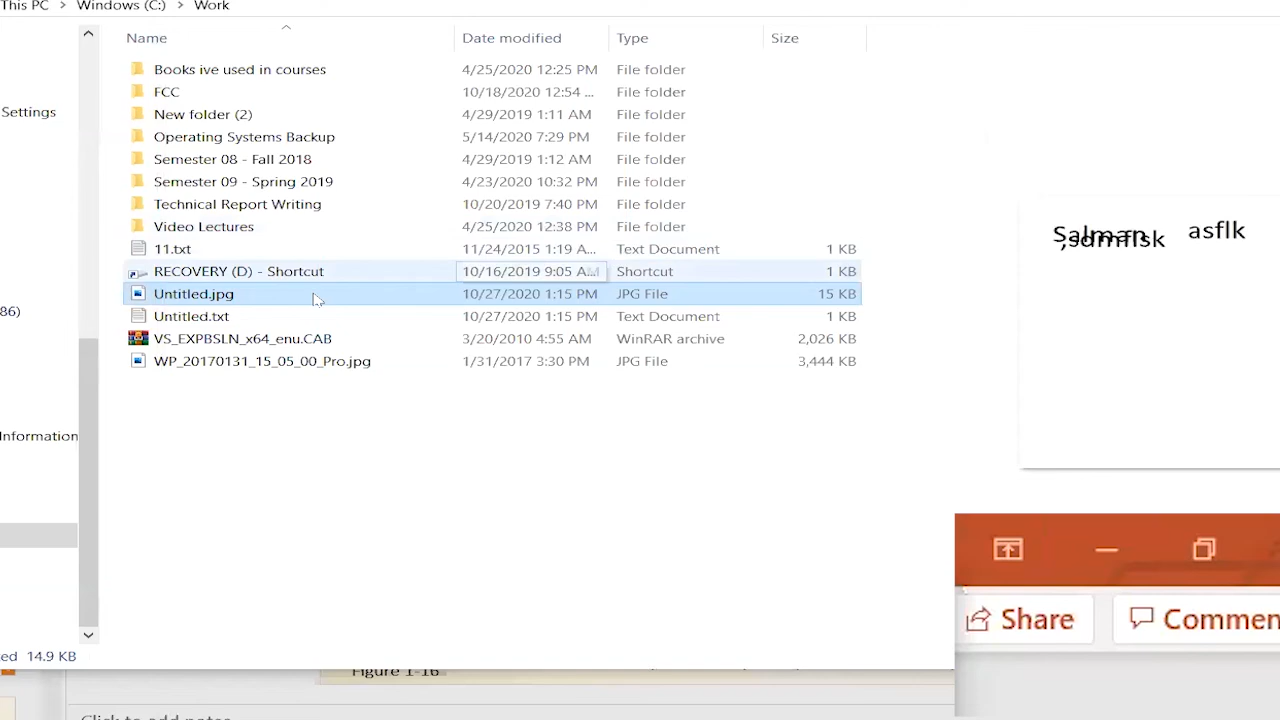 This PC > Windows (C:) > Work
Name Date modified Type Size
Books ive used in courses 4/25/2020 12:25 PM File folder
FCC 10/18/2020 12:54 ... File folder
New folder (2) 4/29/2019 1:11 AM File folder
Settings
Operating Systems Backup 5/14/2020 7:29 PM File folder
Semester 08 - Fall 2018 4/29/2019 1:12 AM File folder
Semester 09 - Spring 2019 4/23/2020 10:32 PM File folder
Technical Report Writing 10/20/2019 7:40 PM File folder
Video Lectures 4/25/2020 12:38 PM File folder
11.txt 11/24/2015 1:19 A... Text Document 1 KB
RECOVERY (D) - Shortcut 10/16/2019 9:05 AM Shortcut 1 KB
Untitled.jpg 10/27/2020 1:15 PM JPG File 15 KB
86)
Untitled.txt 10/27/2020 1:15 PM Text Document 1 KB
VS_EXPBSLN_x64_enu.CAB 3/20/2010 4:55 AM WinRAR archive 2,026 KB
WP_20170131_15_05_00_Pro.jpg 1/31/2017 3:30 PM JPG File 3,444 KB
Information
Salman asflk
;sdmflsk
Share Commen
ed 14.9 KB
Figure 1-16
Click to add notes